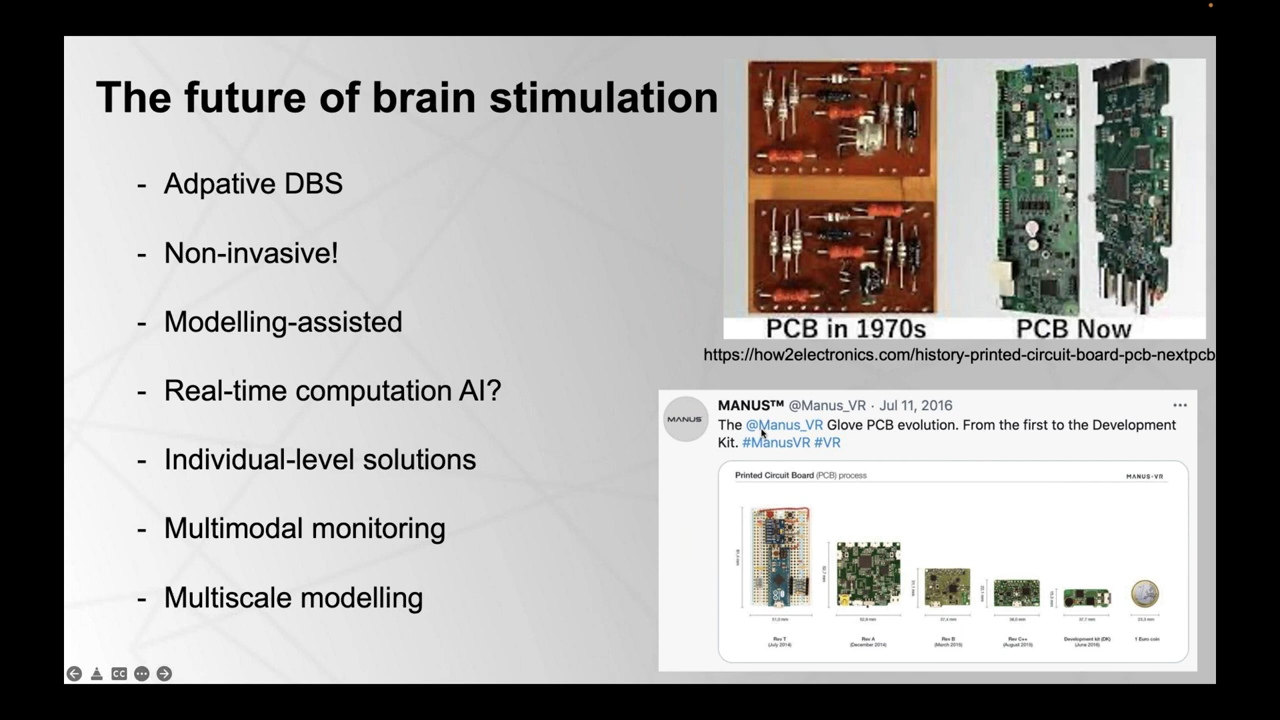 The future of brain stimulation
- Adpative DBS
- Non-invasive!
- Modelling-assisted
- Real-time computation AI?
- Individual-level solutions
- Multimodal monitoring
- Multiscale modelling
PCB in 1970s
PCB Now
https://how2electronics.com/history-printed-circuit-board-pcb-nextpcb
MANUS
MANUS™ @Manus_VR · Jul 11, 2016
The @Manus_VR Glove PCB evolution. From the first to the Development
Kit. #ManusVR #VR
Printed Circuit Board (PCB) process
MANUS-VR
Rev T
(July 2014)
Rev A
(December 2014)
Rev B
(March 2015)
Rev C++
(August 2015)
Development kit (DK)
(June 2016)
1 Euro coin
CC